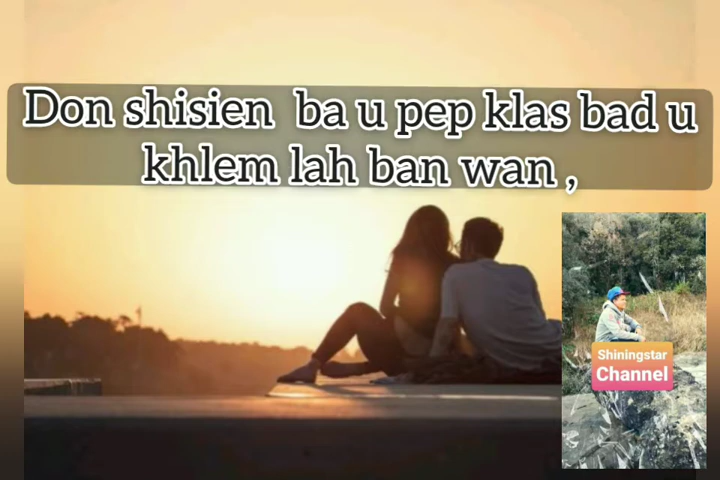 Don shisien ba u pep klas bad u
khlem lah ban wan ,
Shiningstar
Channel